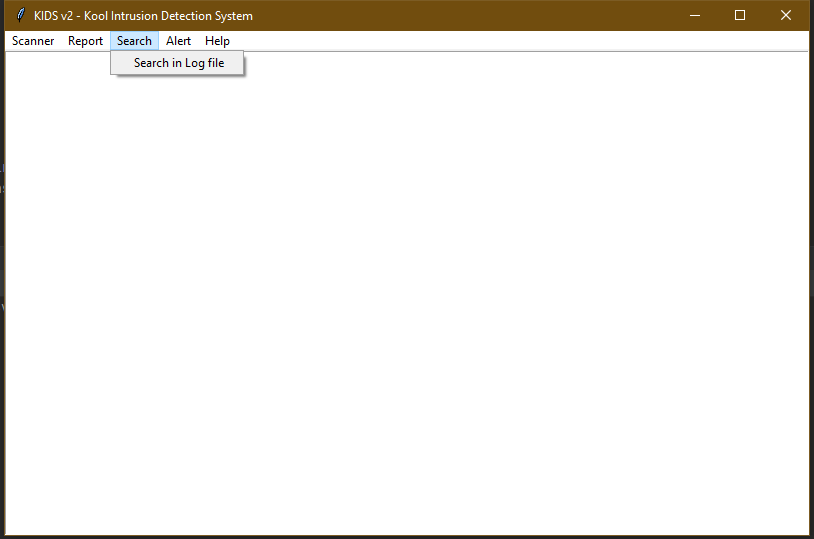 KIDS v2 - Kool Intrusion Detection System
Scanner Report Search Alert Help
Search in Log file